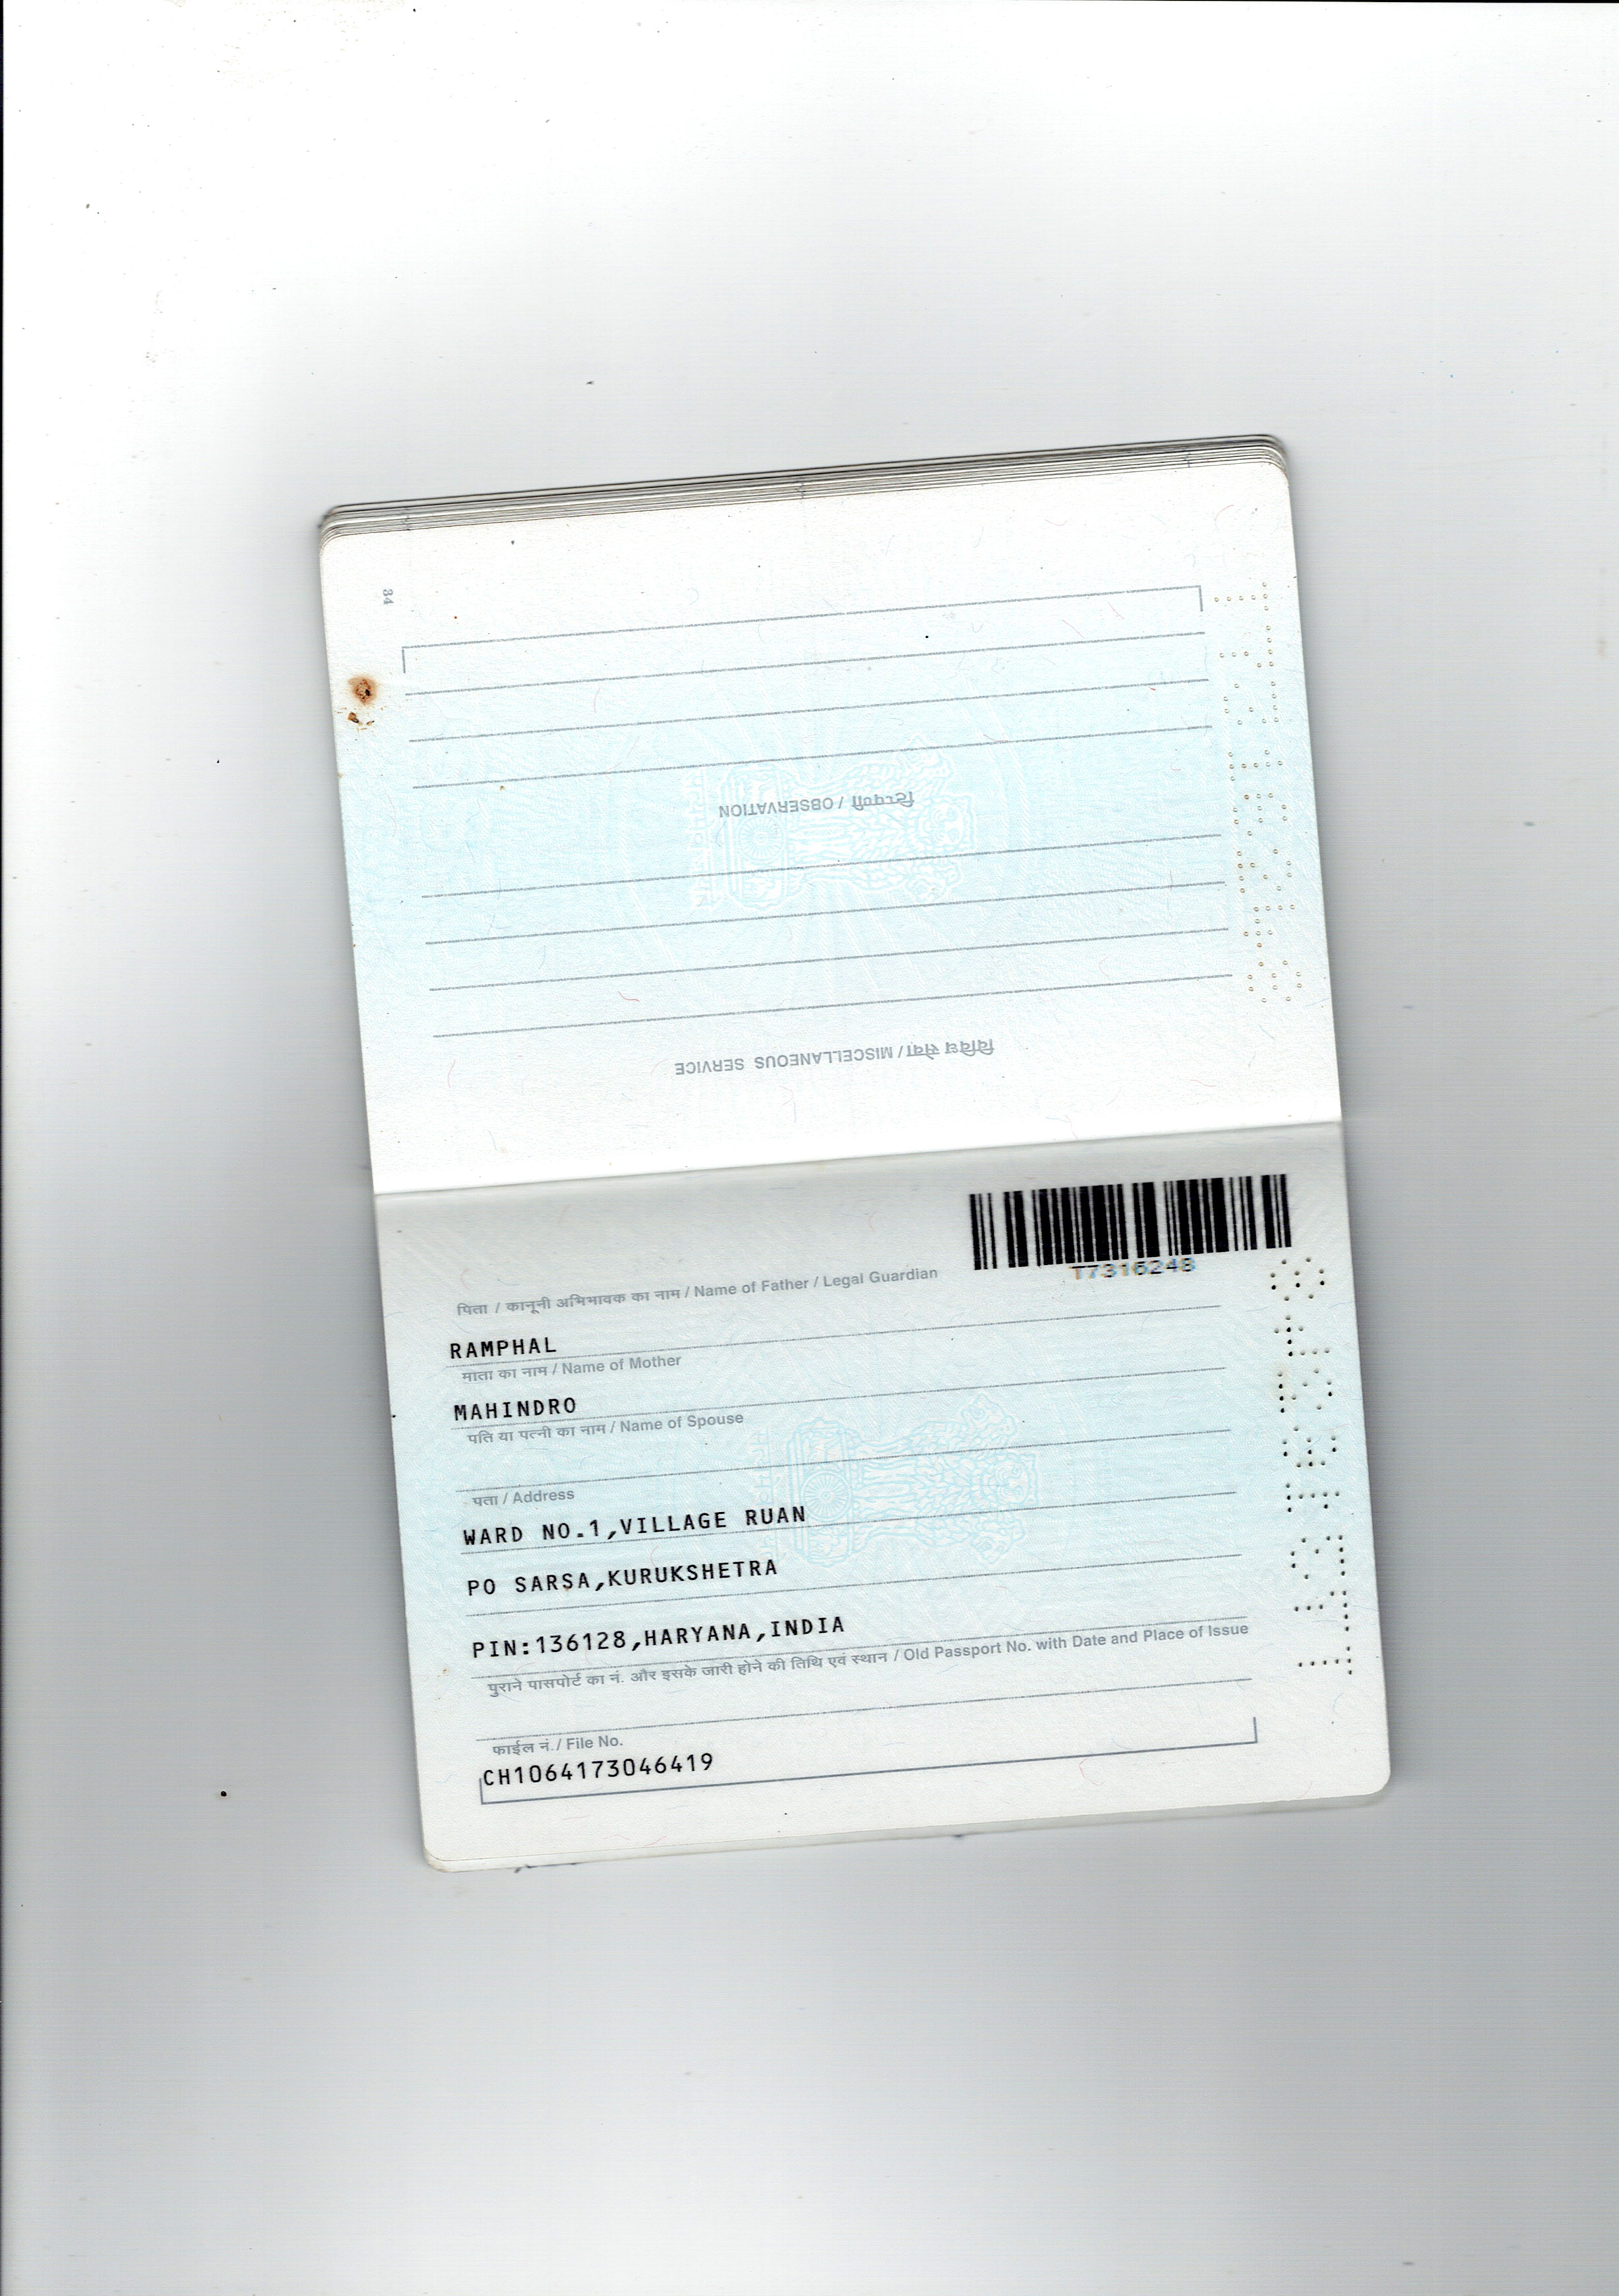 34
टिप्पणी / OBSERVATION
विविध सेवा / MISCELLANEOUS SERVICE
T7316248
पिता / कानूनी अभिभावक का नाम / Name of Father / Legal Guardian
RAMPHAL
माता का नाम / Name of Mother
MAHINDRO
पति या पत्नी का नाम / Name of Spouse
पता / Address
WARD NO.1,VILLAGE RUAN
PO SARSA,KURUKSHETRA
PIN:136128,HARYANA,INDIA
पुराने पासपोर्ट का नं. और इसके जारी होने की तिथि एवं स्थान / Old Passport No. with Date and Place of Issue
फाईल नं./ File No.
CH1064173046419